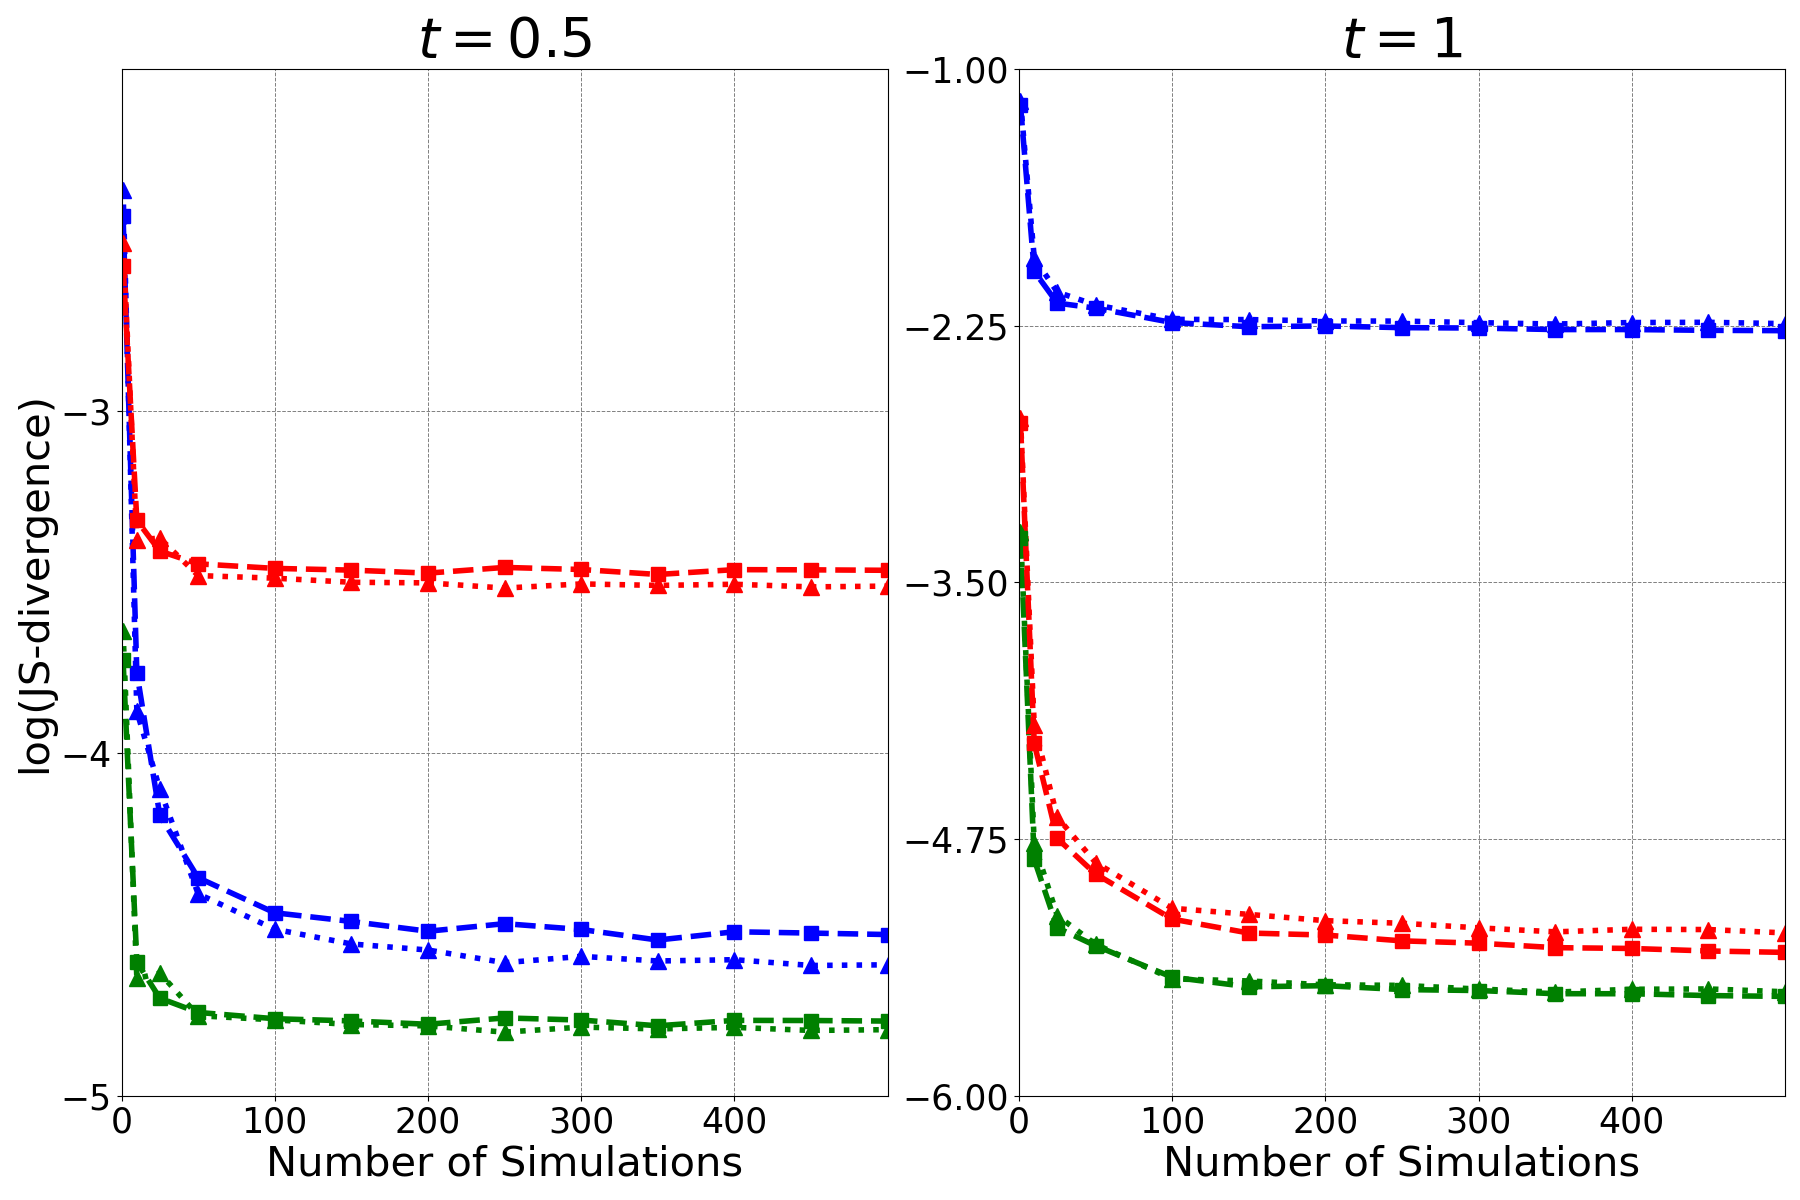 t = 0.5
t = 1
log(JS-divergence)
−3
−4
−5
0 100 200 300 400
Number of Simulations
−1.00
−2.25
−3.50
−4.75
−6.00
0 100 200 300 400
Number of Simulations